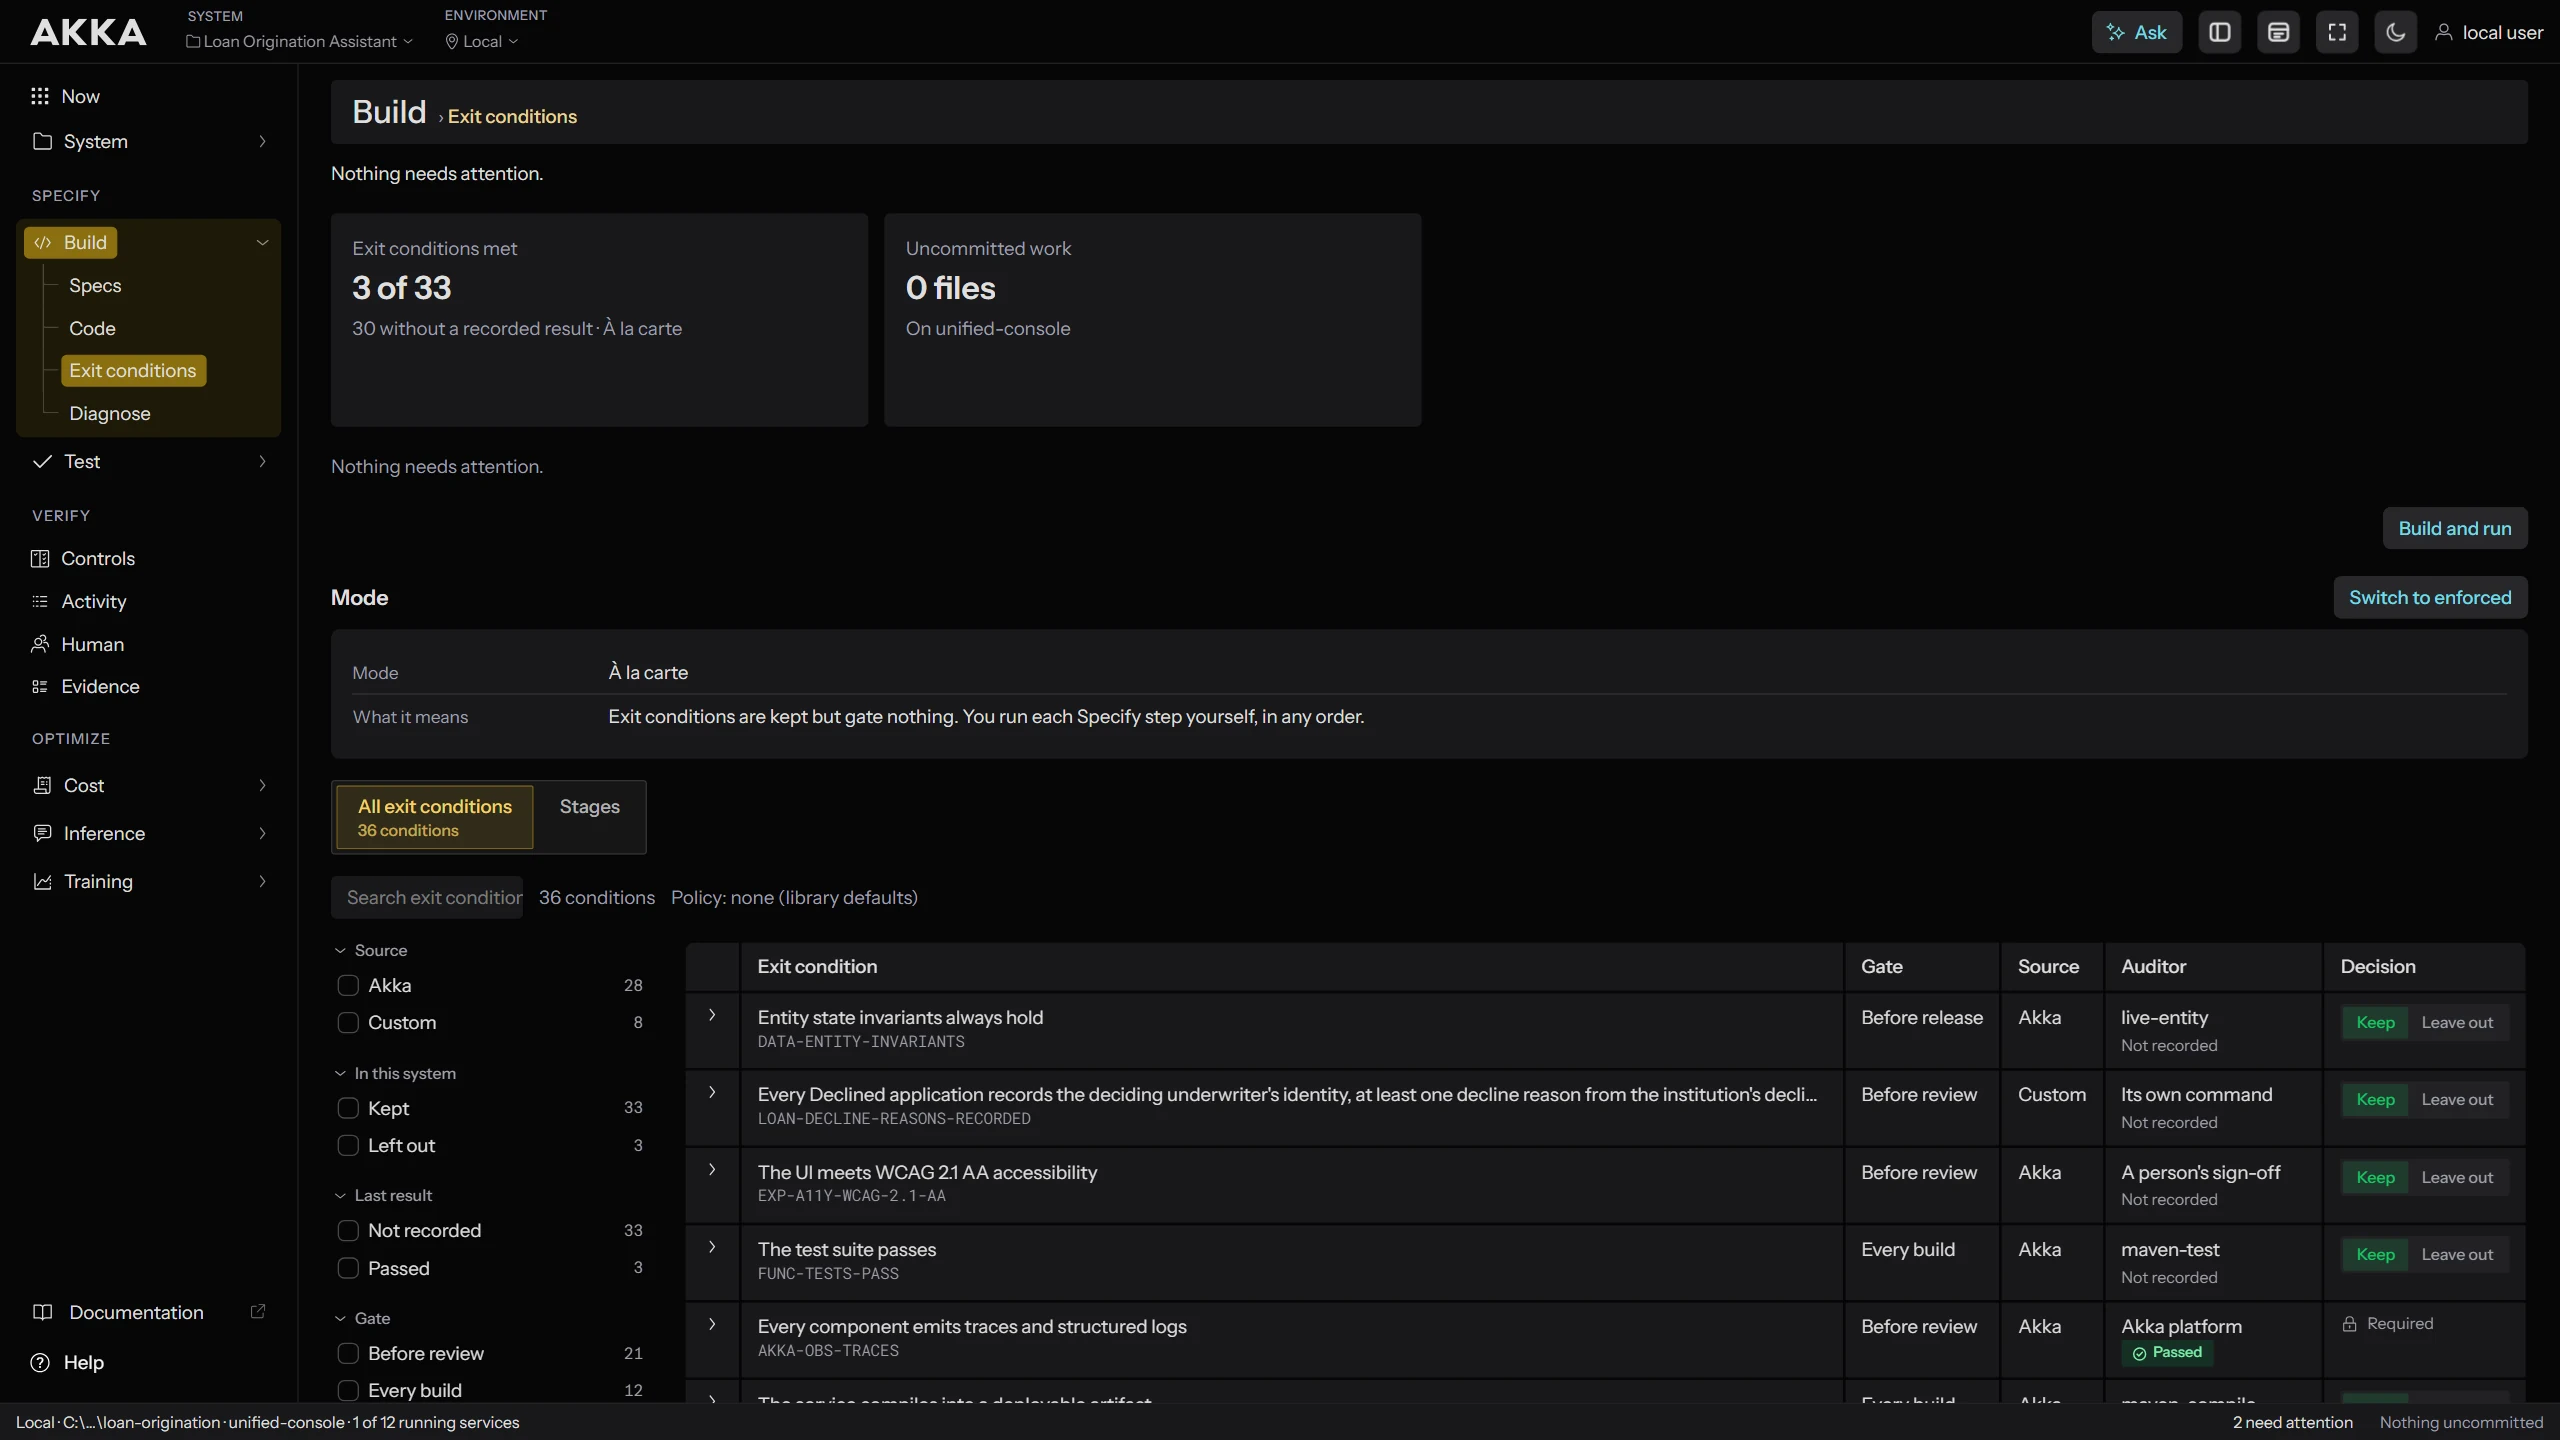 AKKA
SYSTEM
Loan Origination Assistant
ENVIRONMENT
Local
Ask
local user
Now
System
SPECIFY
Build
Specs
Code
Exit conditions
Diagnose
Test
VERIFY
Controls
Activity
Human
Evidence
OPTIMIZE
Cost
Inference
Training
Documentation
Help
Build › Exit conditions
Nothing needs attention.
Exit conditions met
3 of 33
30 without a recorded result · À la carte
Uncommitted work
0 files
On unified-console
Nothing needs attention.
Build and run
Mode
Switch to enforced
Mode À la carte
What it means Exit conditions are kept but gate nothing. You run each Specify step yourself, in any order.
All exit conditions
36 conditions
Stages
Search exit condition
36 conditions
Policy: none (library defaults)
Source
Akka 28
Custom 8
In this system
Kept 33
Left out 3
Last result
Not recorded 33
Passed 3
Gate
Before review 21
Every build 12
Exit condition Gate Source Auditor Decision
Entity state invariants always hold Before release Akka live-entity Keep Leave out
DATA-ENTITY-INVARIANTS Not recorded
Every Declined application records the deciding underwriter's identity, at least one decline reason from the institution's decli... Before review Custom Its own command Keep Leave out
LOAN-DECLINE-REASONS-RECORDED Not recorded
The UI meets WCAG 2.1 AA accessibility Before review Akka A person's sign-off Keep Leave out
EXP-A11Y-WCAG-2.1-AA Not recorded
The test suite passes Every build Akka maven-test Keep Leave out
FUNC-TESTS-PASS Not recorded
Every component emits traces and structured logs Before review Akka Akka platform Required
AKKA-OBS-TRACES Passed
The service compiles into a deployable artifact Every build Akka maven-compile
Local · C:\...\loan-origination · unified-console · 1 of 12 running services
2 need attention
Nothing uncommitted